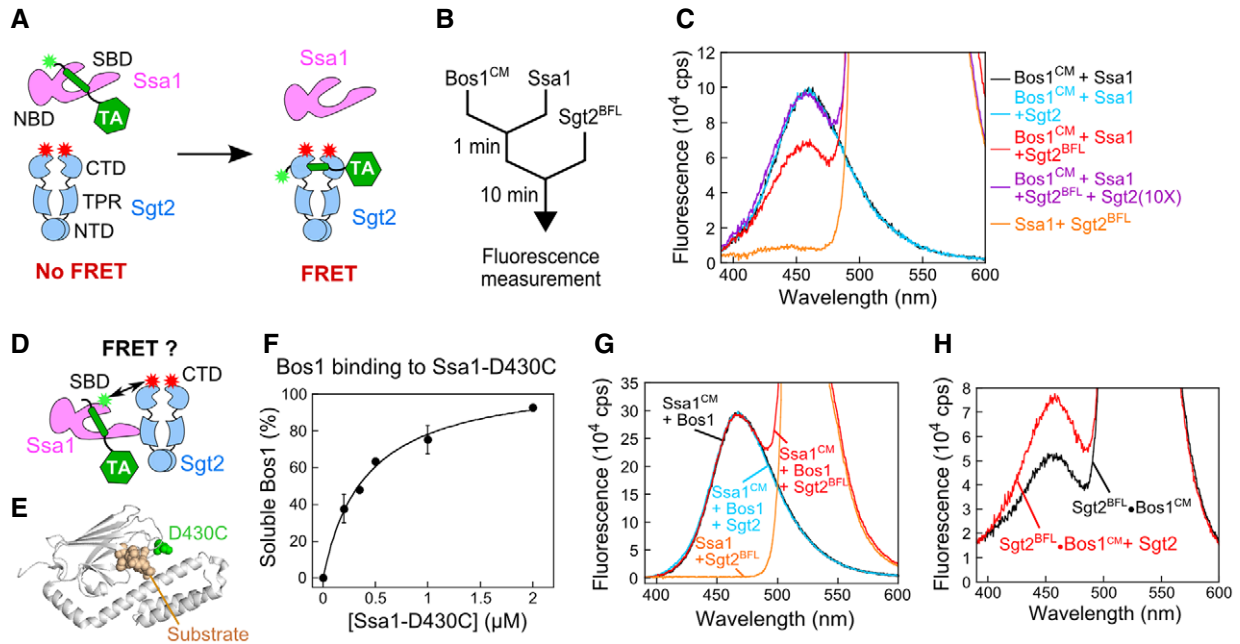 A
SBD
Ssa1
NBD
TA
CTD
TPR
Sgt2
NTD
No FRET
Ssa1
TA
Sgt2
FRET
B
Bos1CM
Ssa1
Sgt2BFL
1 min
10 min
Fluorescence
measurement
C
Fluorescence (10^4 cps)
12
10
8
6
4
2
0
400
450
500
550
600
Wavelength (nm)
Bos1CM + Ssa1
Bos1CM + Ssa1
+Sgt2
Bos1CM + Ssa1
+Sgt2BFL
Bos1CM + Ssa1
+Sgt2BFL + Sgt2(10X)
Ssa1+ Sgt2BFL
D
FRET ?
SBD
CTD
Ssa1
TA
Sgt2
E
D430C
Substrate
F
Bos1 binding to Ssa1-D430C
Soluble Bos1 (%)
100
80
60
40
20
0
0
0.5
1
2
[Ssa1-D430C] (µM)
G
Fluorescence (10^4 cps)
35
30
25
20
15
10
5
0
400
450
500
550
600
Wavelength (nm)
Ssa1CM
+ Bos1
Ssa1CM
+ Bos1
+ Sgt2BFL
Ssa1CM
+ Bos1
+ Sgt2
Ssa1
+Sgt2BFL
H
Fluorescence (10^4 cps)
8
7
6
5
4
3
2
1
0
400
450
500
550
600
Wavelength (nm)
Sgt2BFL•Bos1CM
Sgt2BFL•Bos1CM+ Sgt2